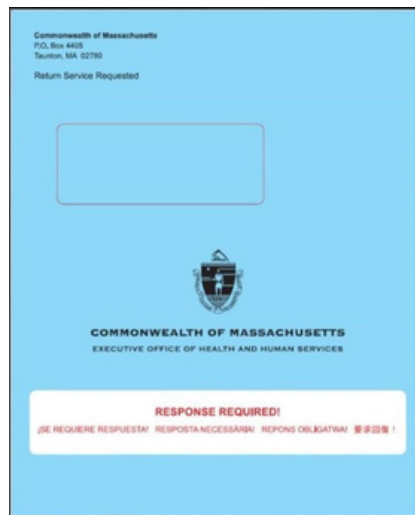 Commonwealth of Massachusetts
P.O. Box 4405
Taunton, MA 02780
Return Service Requested
COMMONWEALTH OF MASSACHUSETTS
EXECUTIVE OFFICE OF HEALTH AND HUMAN SERVICES
RESPONSE REQUIRED!
¡SE REQUIERE RESPUESTA! RESPOSTA NECESSÁRIA! REPONS OBLIGATWA! 要求回復！